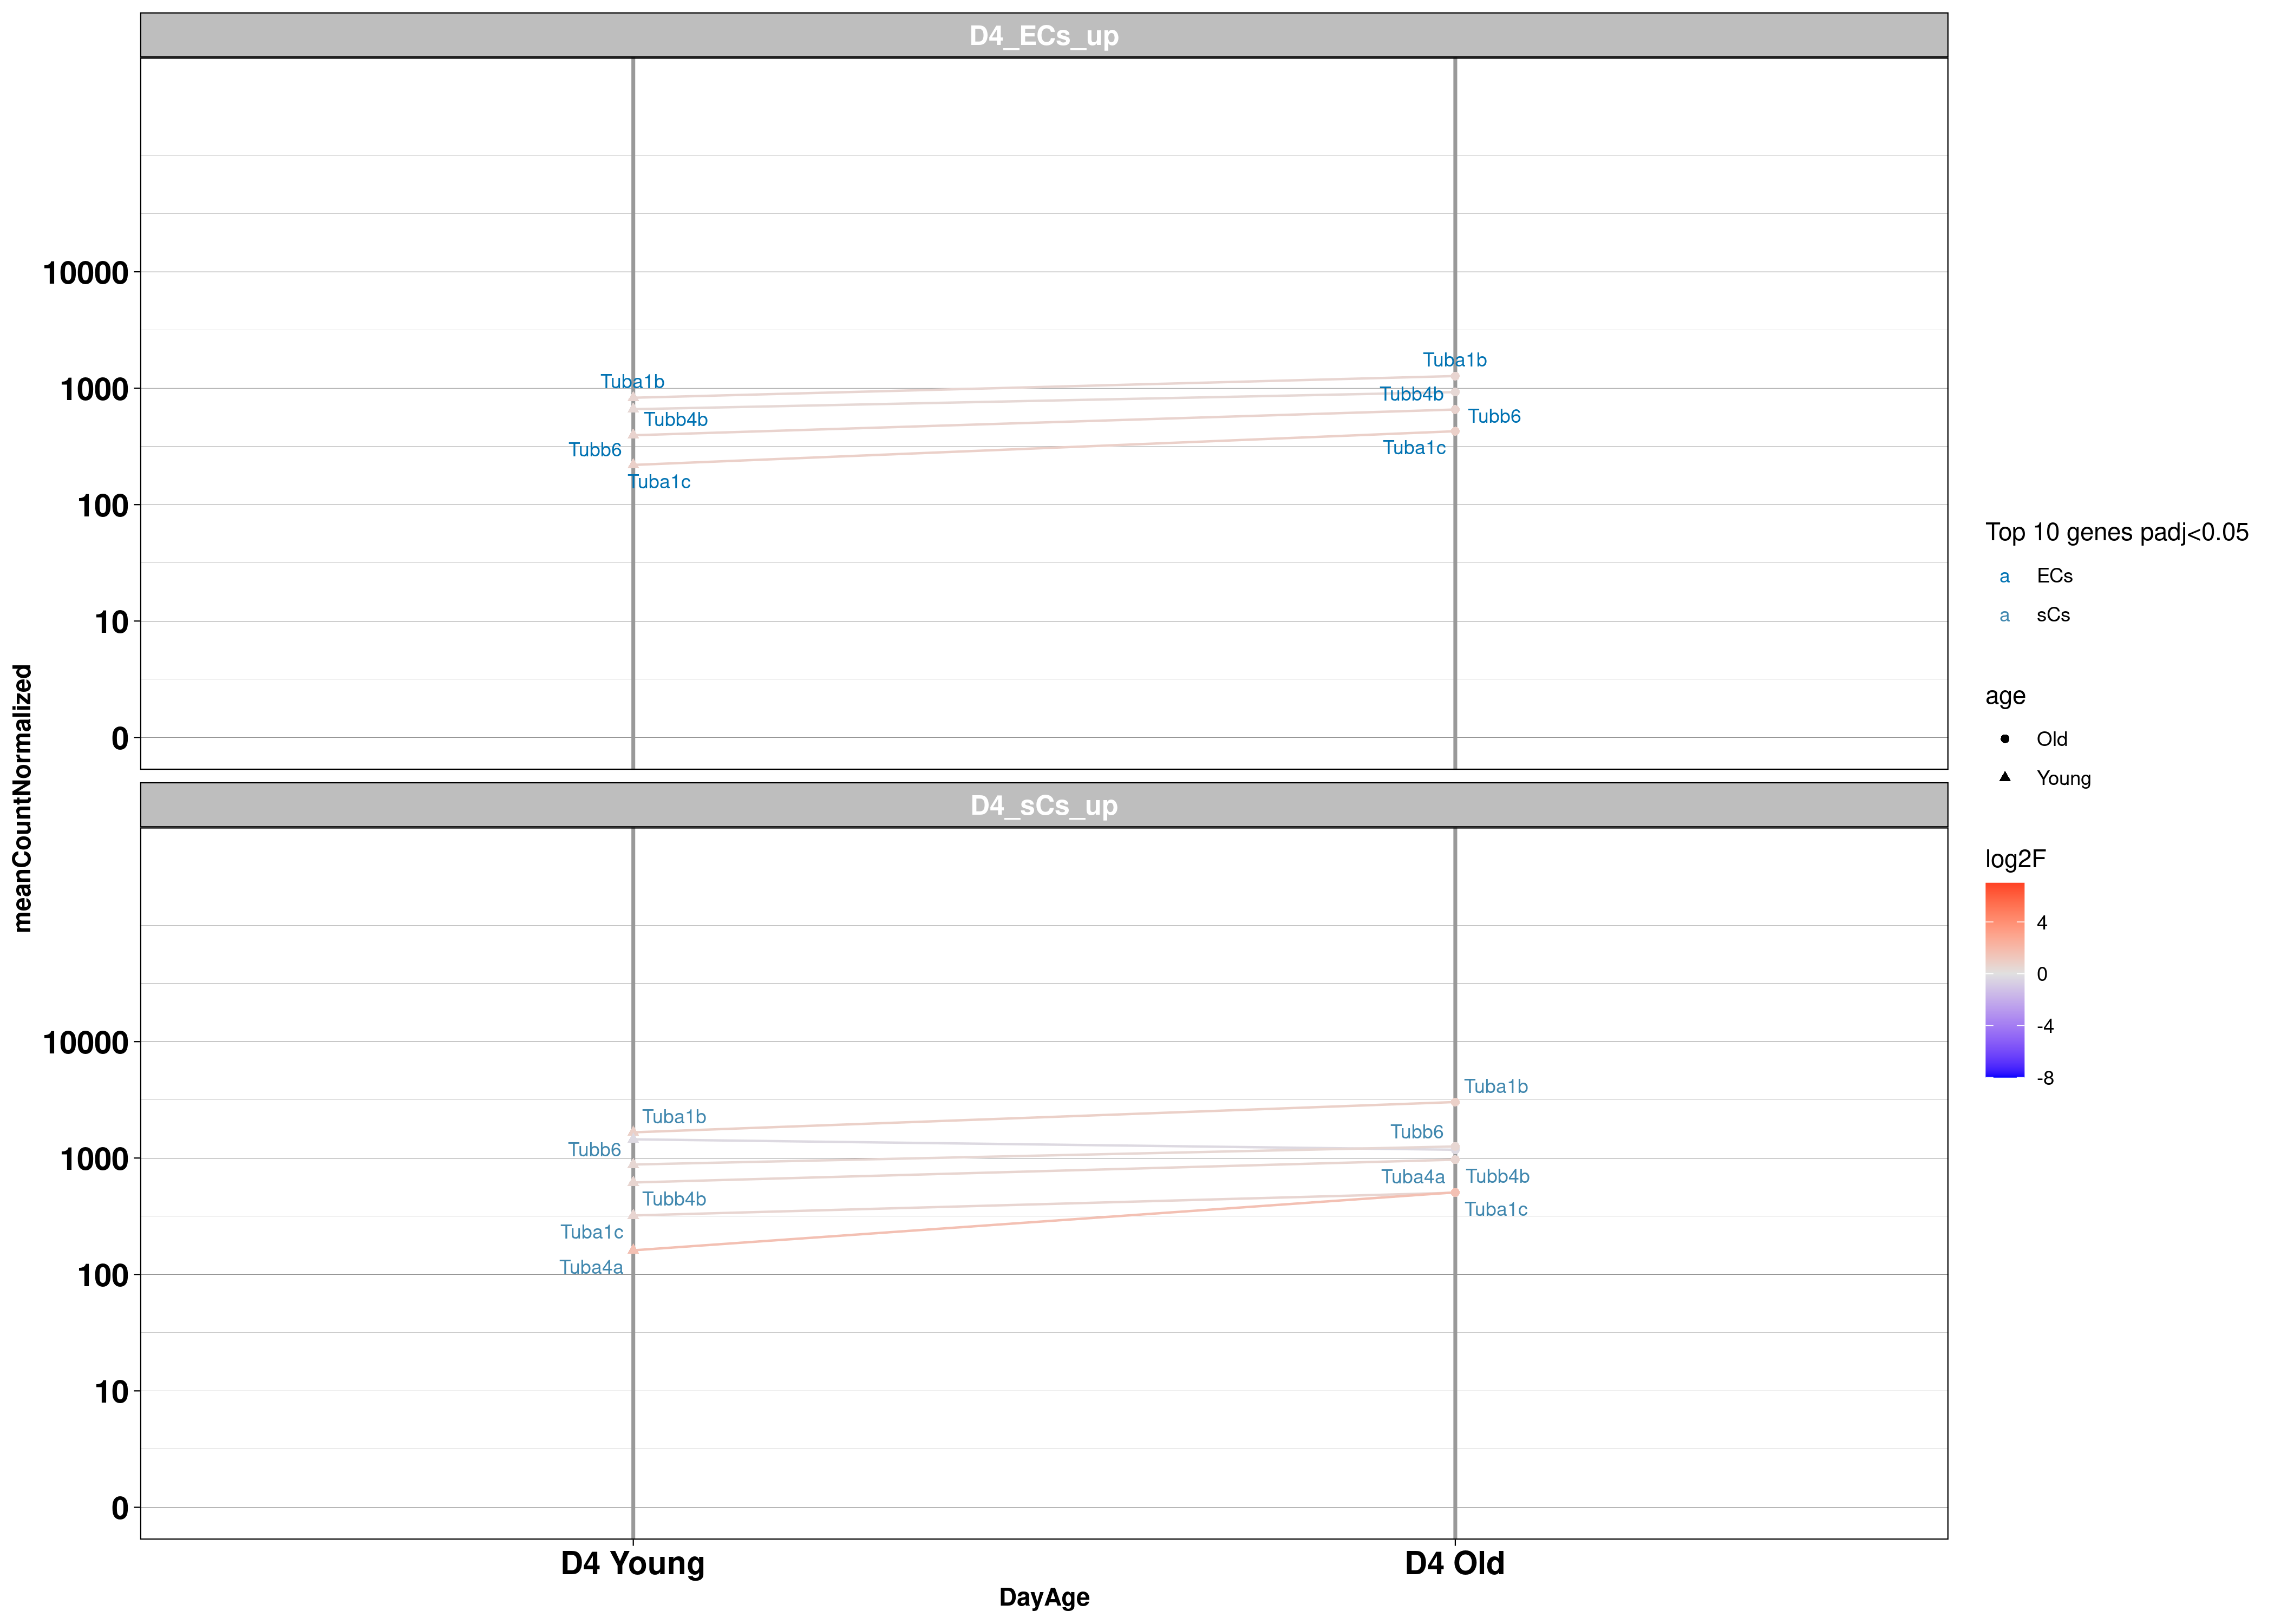 D4_ECs_up
10000
1000
100
10
0
Tuba1b
Tubb4b
Tubb6
Tuba1c
Tuba1b
Tubb4b
Tubb6
Tuba1c
D4_sCs_up
10000
1000
100
10
0
Tuba1b
Tubb6
Tubb4b
Tuba1c
Tuba4a
Tuba1b
Tubb6
Tuba4a
Tubb4b
Tuba1c
D4 Young
D4 Old
DayAge
meanCountNormalized
Top 10 genes padj<0.05
a ECs
a sCs
age
Old
Young
log2F
4
0
-4
-8